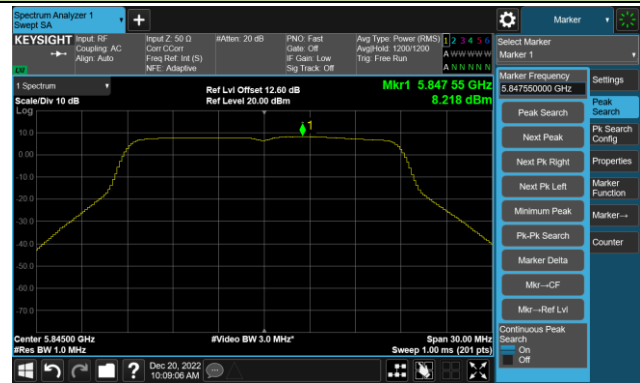 Spectrum Analyzer 1
Swept SA
+
Marker
KEYSIGHT Input: RF Input Z: 50 Ω #Atten: 20 dB PNO: Fast Avg Type: Power (RMS) 1 2 3 4 5 6
Coupling: AC Corr CCorr Gate: Off Avg|Hold: 1200/1200 A W W W W W
Align: Auto Freq Ref: Int (S) IF Gain: Low Trig: Free Run
NFE: Adaptive Sig Track: Off A N N N N N
Select Marker
Marker 1
1 Spectrum
Scale/Div 10 dB
Log
Ref Lvl Offset 12.60 dB
Ref Level 20.00 dBm
Mkr1 5.847 55 GHz
8.218 dBm
1
10.0
0.00
-10.0
-20.0
-30.0
-40.0
-50.0
-60.0
-70.0
Center 5.84500 GHz #Video BW 3.0 MHz* Span 30.00 MHz
#Res BW 1.0 MHz Sweep 1.00 ms (201 pts)
Marker Frequency
5.847550000 GHz
Peak Search
Next Peak
Next Pk Right
Next Pk Left
Minimum Peak
Pk-Pk Search
Marker Delta
Mkr→CF
Mkr→Ref Lvl
Continuous Peak
Search
On
Off
Settings
Peak
Search
Pk Search
Config
Properties
Marker
Function
Marker→
Counter
?
Dec 20, 2022
10:09:06 AM